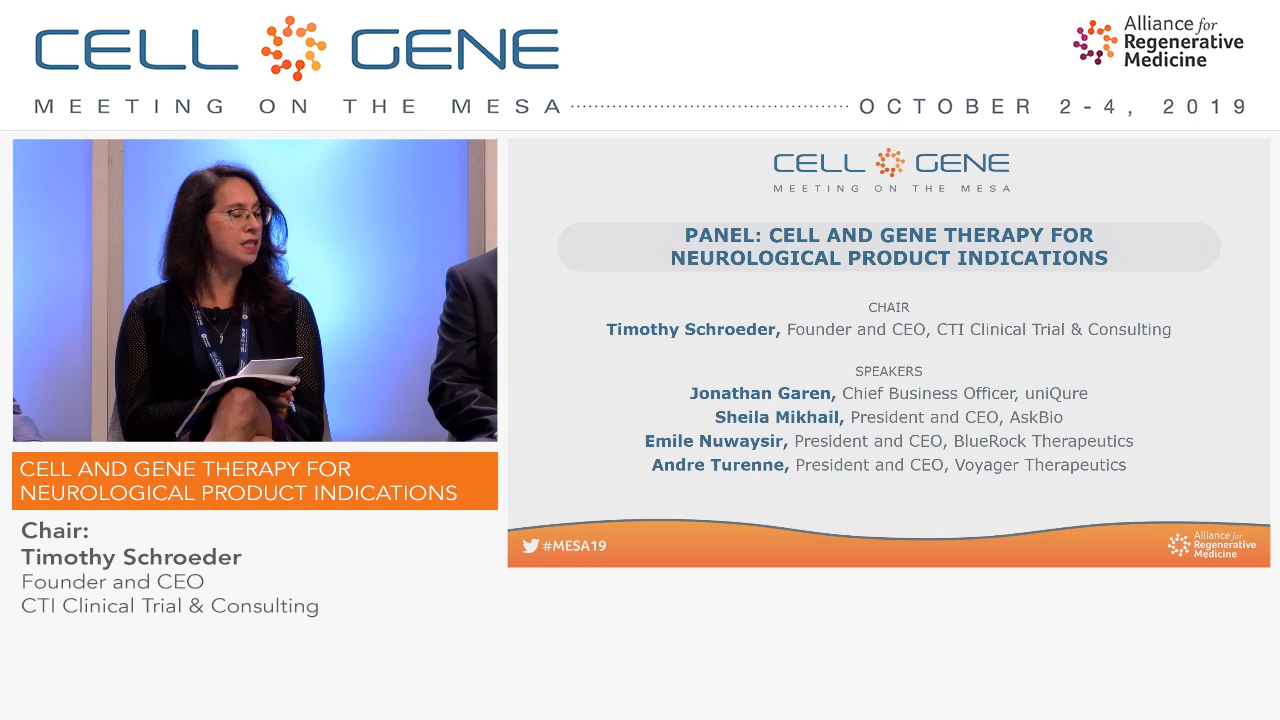 CELL GENE
Alliance for
Regenerative
Medicine
MEETING ON THE MESA
OCTOBER 2-4, 2019
CELL GENE
MEETING ON THE MESA
PANEL: CELL AND GENE THERAPY FOR
NEUROLOGICAL PRODUCT INDICATIONS
CHAIR
Timothy Schroeder, Founder and CEO, CTI Clinical Trial & Consulting
SPEAKERS
Jonathan Garen, Chief Business Officer, uniQure
Sheila Mikhail, President and CEO, AskBio
Emile Nuwaysir, President and CEO, BlueRock Therapeutics
Andre Turenne, President and CEO, Voyager Therapeutics
#MESA19
Alliance for
Regenerative
Medicine
CELL AND GENE THERAPY FOR
NEUROLOGICAL PRODUCT INDICATIONS
Chair:
Timothy Schroeder
Founder and CEO
CTI Clinical Trial & Consulting